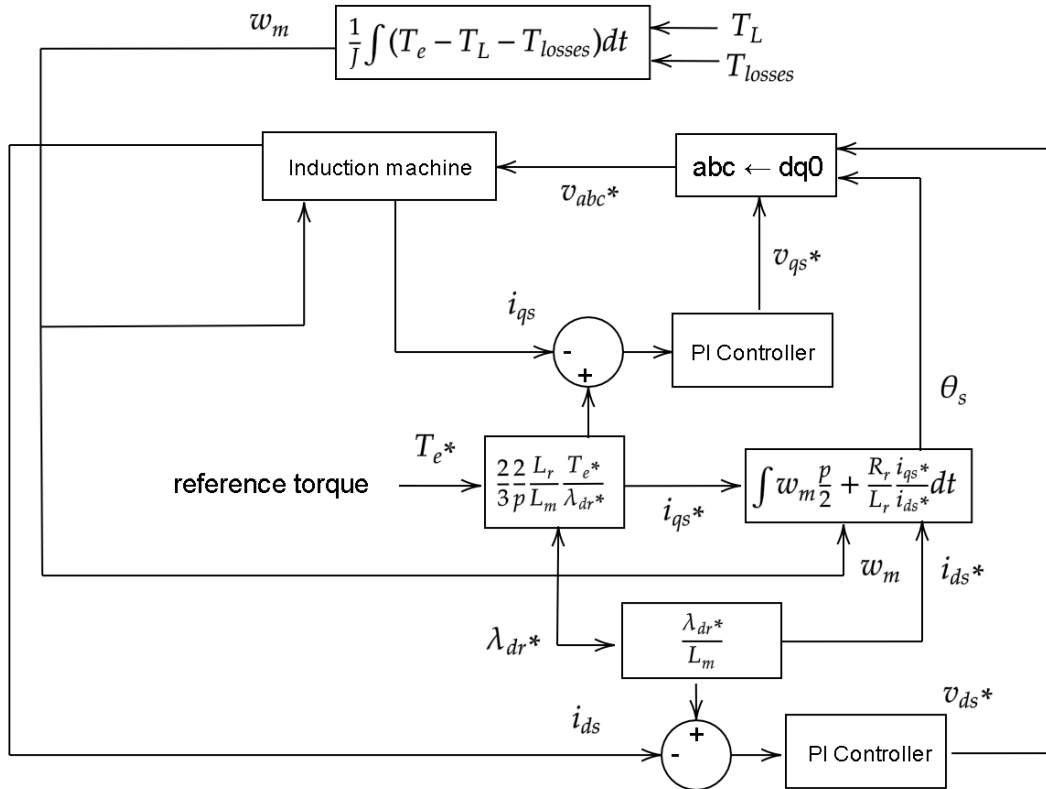 w_m
1/J ∫ (T_e − T_L − T_losses)dt
T_L
T_losses
Induction machine
abc ← dq0
v_abc*
v_qs*
i_qs
-
+
PI Controller
θ_s
T_e*
reference torque
2/3 2/p L_r/L_m T_e*/λ_dr*
i_qs*
∫ w_m p/2 + R_r/L_r i_qs*/i_ds* dt
w_m
i_ds*
λ_dr*
λ_dr*/L_m
v_ds*
i_ds
+
-
PI Controller